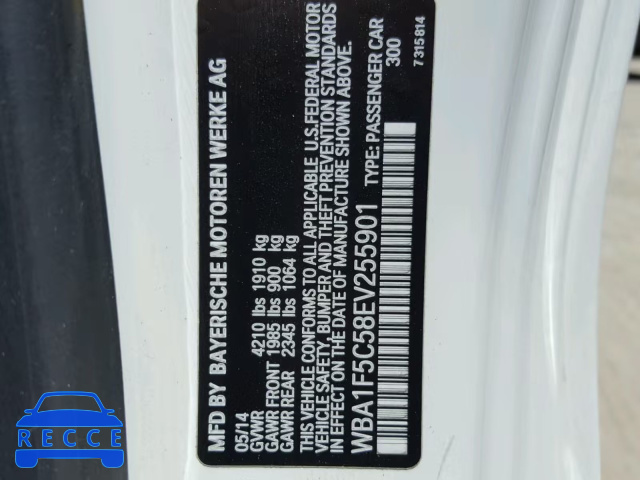 MFD BY BAYERISCHE MOTOREN WERKE AG
05/14
GVWR 4210 lbs 1910 kg
GAWR FRONT 1985 lbs 900 kg
GAWR REAR 2345 lbs 1064 kg
THIS VEHICLE CONFORMS TO ALL APPLICABLE U.S. FEDERAL MOTOR
VEHICLE SAFETY, BUMPER AND THEFT PREVENTION STANDARDS
IN EFFECT ON THE DATE OF MANUFACTURE SHOWN ABOVE.
WBA1F5C58EV255901 TYPE: PASSENGER CAR
300
7 315 814
BIDHISTORY.ORG